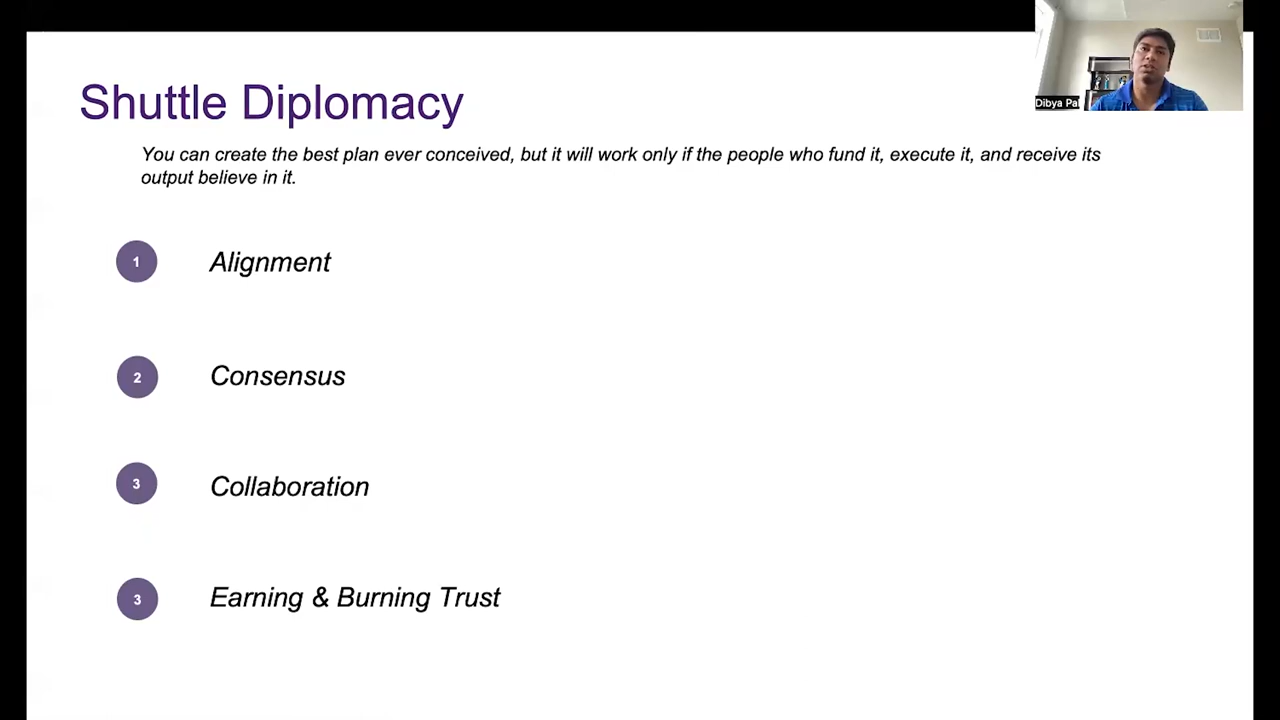 Shuttle Diplomacy
You can create the best plan ever conceived, but it will work only if the people who fund it, execute it, and receive its
output believe in it.
1 Alignment
2 Consensus
3 Collaboration
3 Earning & Burning Trust
Dibya Pa